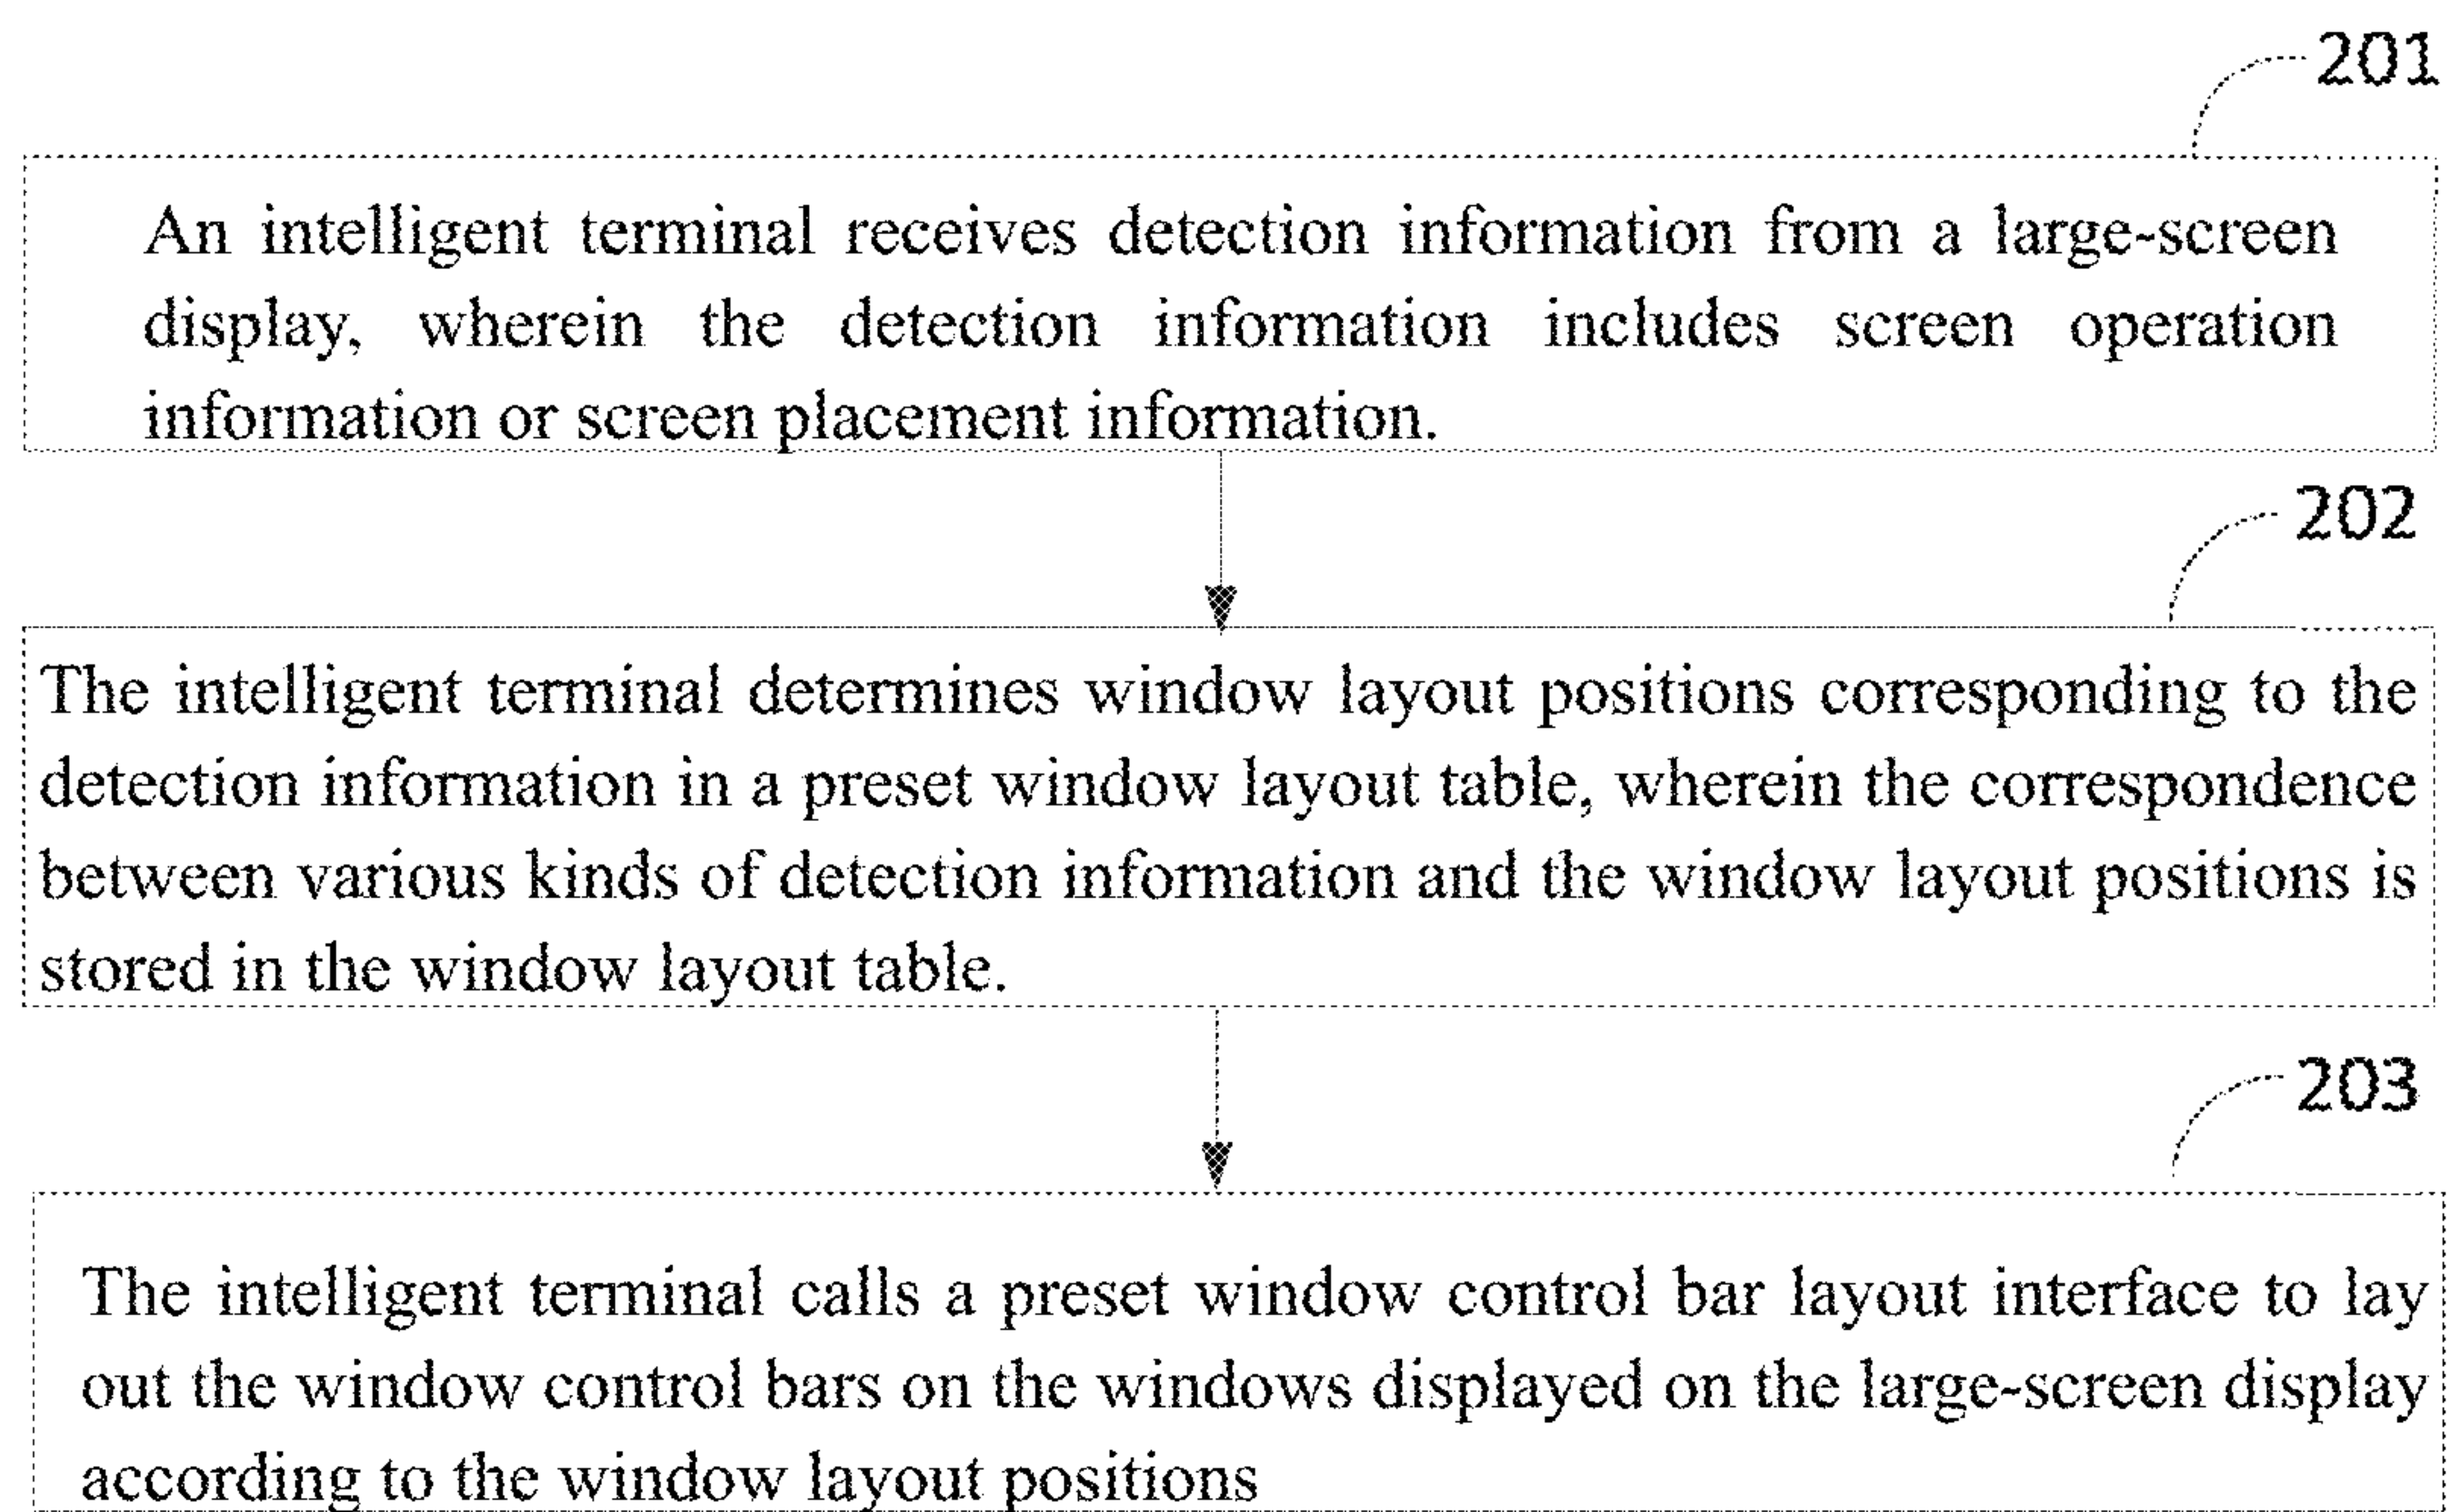 201
An intelligent terminal receives detection information from a large-screen
display, wherein the detection information includes screen operation
information or screen placement information.
202
The intelligent terminal determines window layout positions corresponding to the
detection information in a preset window layout table, wherein the correspondence
between various kinds of detection information and the window layout positions is
stored in the window layout table.
203
The intelligent terminal calls a preset window control bar layout interface to lay
out the window control bars on the windows displayed on the large-screen display
according to the window layout positions